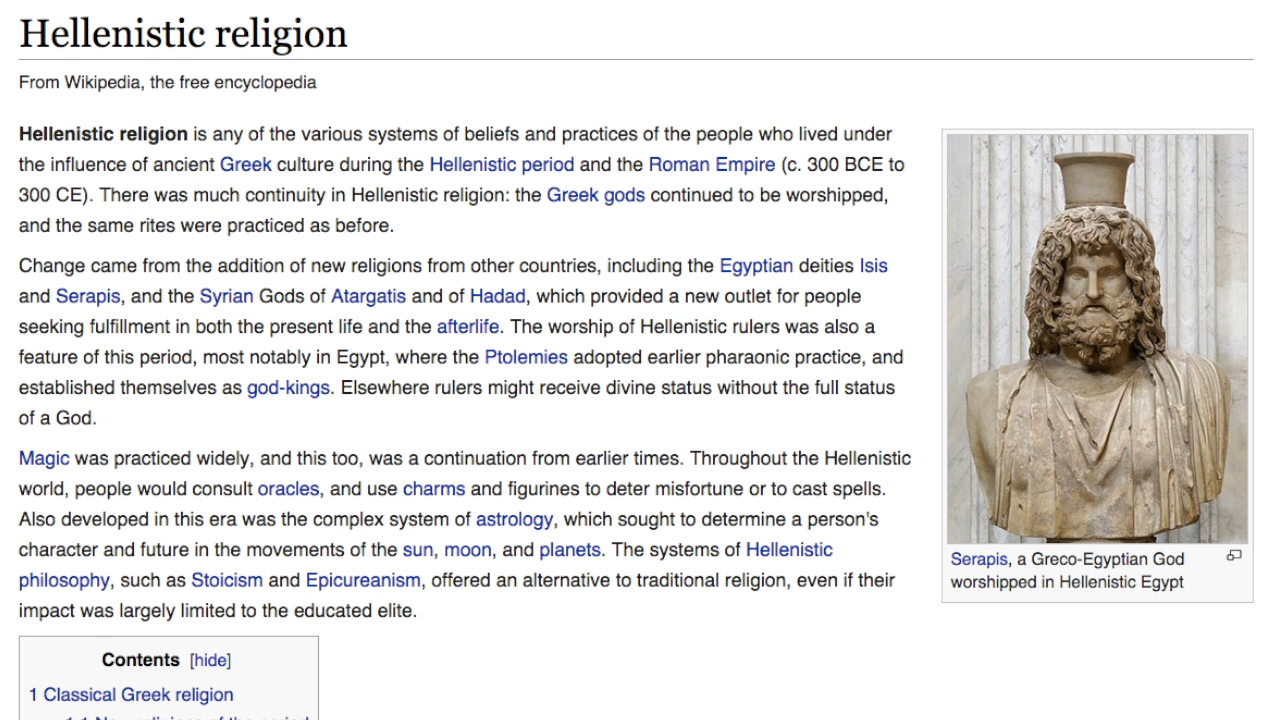 Hellenistic religion
From Wikipedia, the free encyclopedia
Hellenistic religion is any of the various systems of beliefs and practices of the people who lived under
the influence of ancient Greek culture during the Hellenistic period and the Roman Empire (c. 300 BCE to
300 CE). There was much continuity in Hellenistic religion: the Greek gods continued to be worshipped,
and the same rites were practiced as before.
Change came from the addition of new religions from other countries, including the Egyptian deities Isis
and Serapis, and the Syrian Gods of Atargatis and of Hadad, which provided a new outlet for people
seeking fulfillment in both the present life and the afterlife. The worship of Hellenistic rulers was also a
feature of this period, most notably in Egypt, where the Ptolemies adopted earlier pharaonic practice, and
established themselves as god-kings. Elsewhere rulers might receive divine status without the full status
of a God.
Magic was practiced widely, and this too, was a continuation from earlier times. Throughout the Hellenistic
world, people would consult oracles, and use charms and figurines to deter misfortune or to cast spells.
Also developed in this era was the complex system of astrology, which sought to determine a person's
character and future in the movements of the sun, moon, and planets. The systems of Hellenistic
philosophy, such as Stoicism and Epicureanism, offered an alternative to traditional religion, even if their
impact was largely limited to the educated elite.
Serapis, a Greco-Egyptian God
worshipped in Hellenistic Egypt
Contents [hide]
1 Classical Greek religion
1.1 New religions of the period